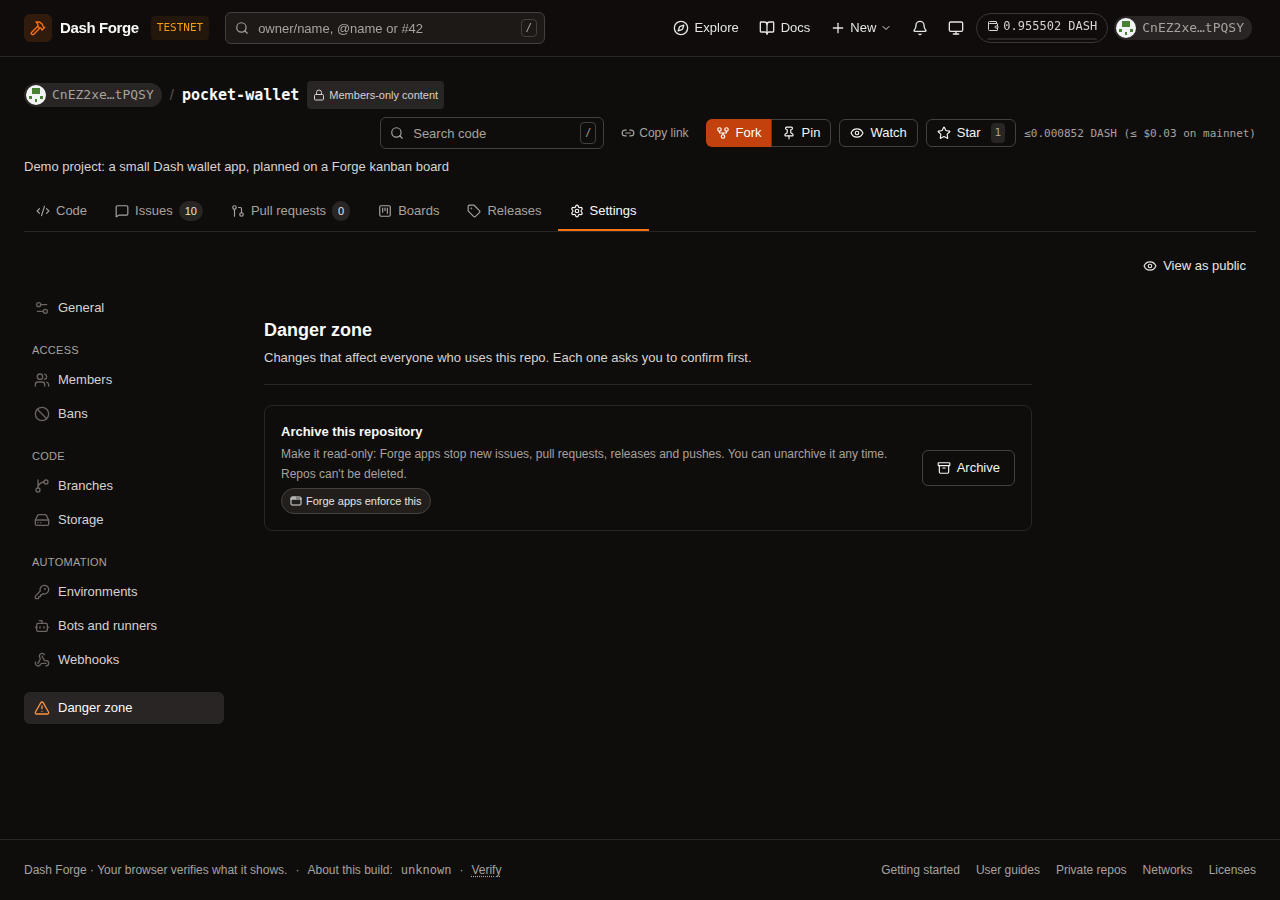 Dash Forge TESTNET owner/name, @name or #42 / Explore Docs New 0.955502 DASH CnEZ2xe…tPQSY
CnEZ2xe…tPQSY / pocket-wallet Members-only content
Search code / Copy link Fork Pin Watch Star 1 ≤0.000852 DASH (≤ $0.03 on mainnet)
Demo project: a small Dash wallet app, planned on a Forge kanban board
Code Issues 10 Pull requests 0 Boards Releases Settings
View as public
General
ACCESS
Members
Bans
CODE
Branches
Storage
AUTOMATION
Environments
Bots and runners
Webhooks
Danger zone
Danger zone
Changes that affect everyone who uses this repo. Each one asks you to confirm first.
Archive this repository
Make it read-only: Forge apps stop new issues, pull requests, releases and pushes. You can unarchive it any time.
Repos can't be deleted.
Forge apps enforce this
Archive
Dash Forge · Your browser verifies what it shows. · About this build: unknown · Verify
Getting started User guides Private repos Networks Licenses